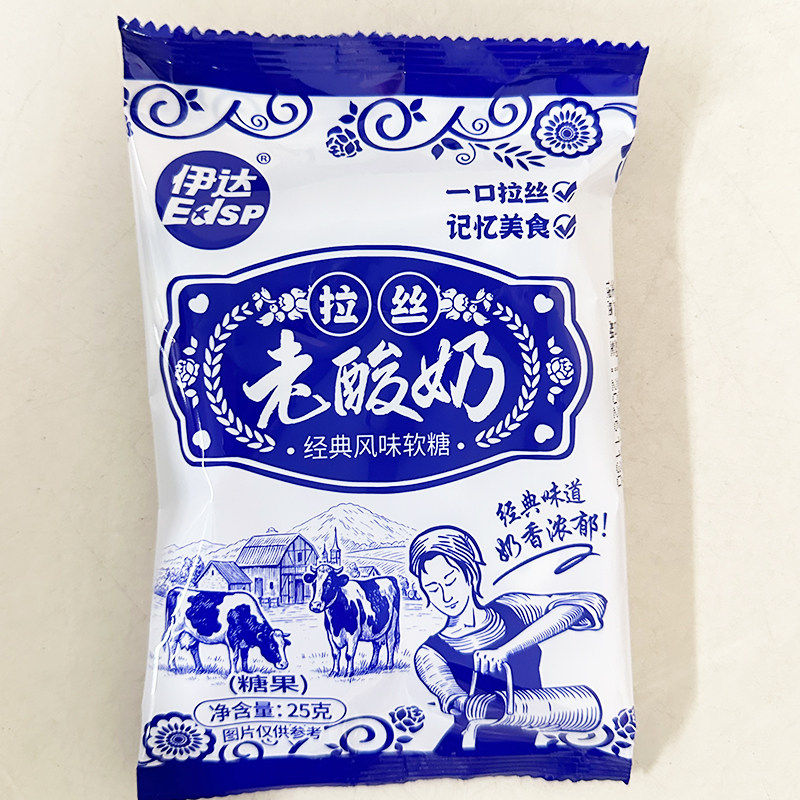 伊达®
EdSP
一口拉丝
记忆美食
拉丝
老酸奶
·经典风味软糖·
经典味道
奶香浓郁!
(糖果)
净含量:25克
图片仅供参考